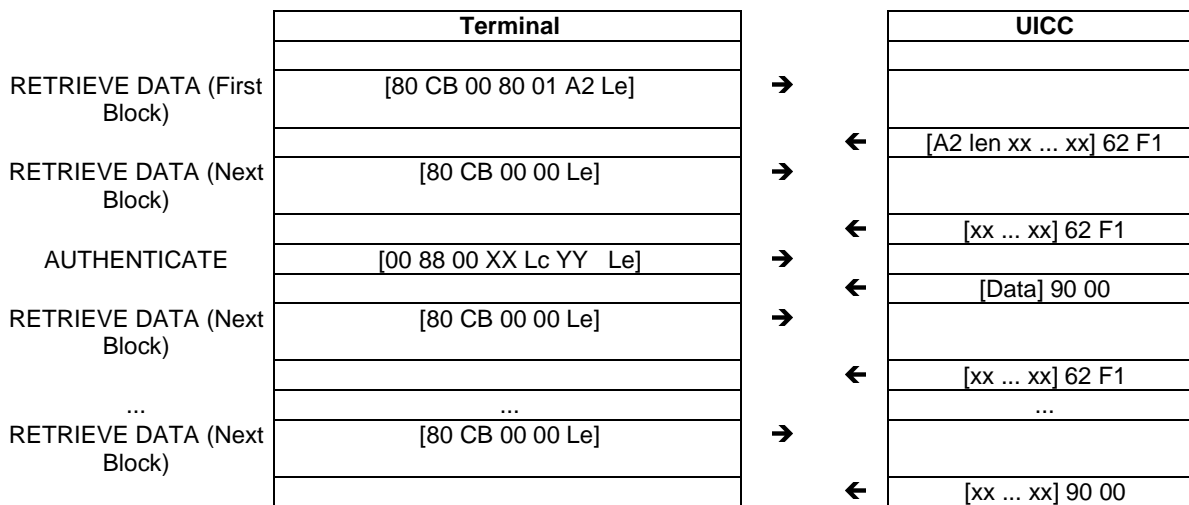 Terminal UICC
RETRIEVE DATA (First [80 CB 00 80 01 A2 Le] ➔
Block)
🡰 [A2 len xx ... xx] 62 F1
RETRIEVE DATA (Next [80 CB 00 00 Le] ➔
Block)
🡰 [xx ... xx] 62 F1
AUTHENTICATE [00 88 00 XX Lc YY Le] ➔
🡰 [Data] 90 00
RETRIEVE DATA (Next [80 CB 00 00 Le] ➔
Block)
🡰 [xx ... xx] 62 F1
... ... ...
RETRIEVE DATA (Next [80 CB 00 00 Le] ➔
Block)
🡰 [xx ... xx] 90 00